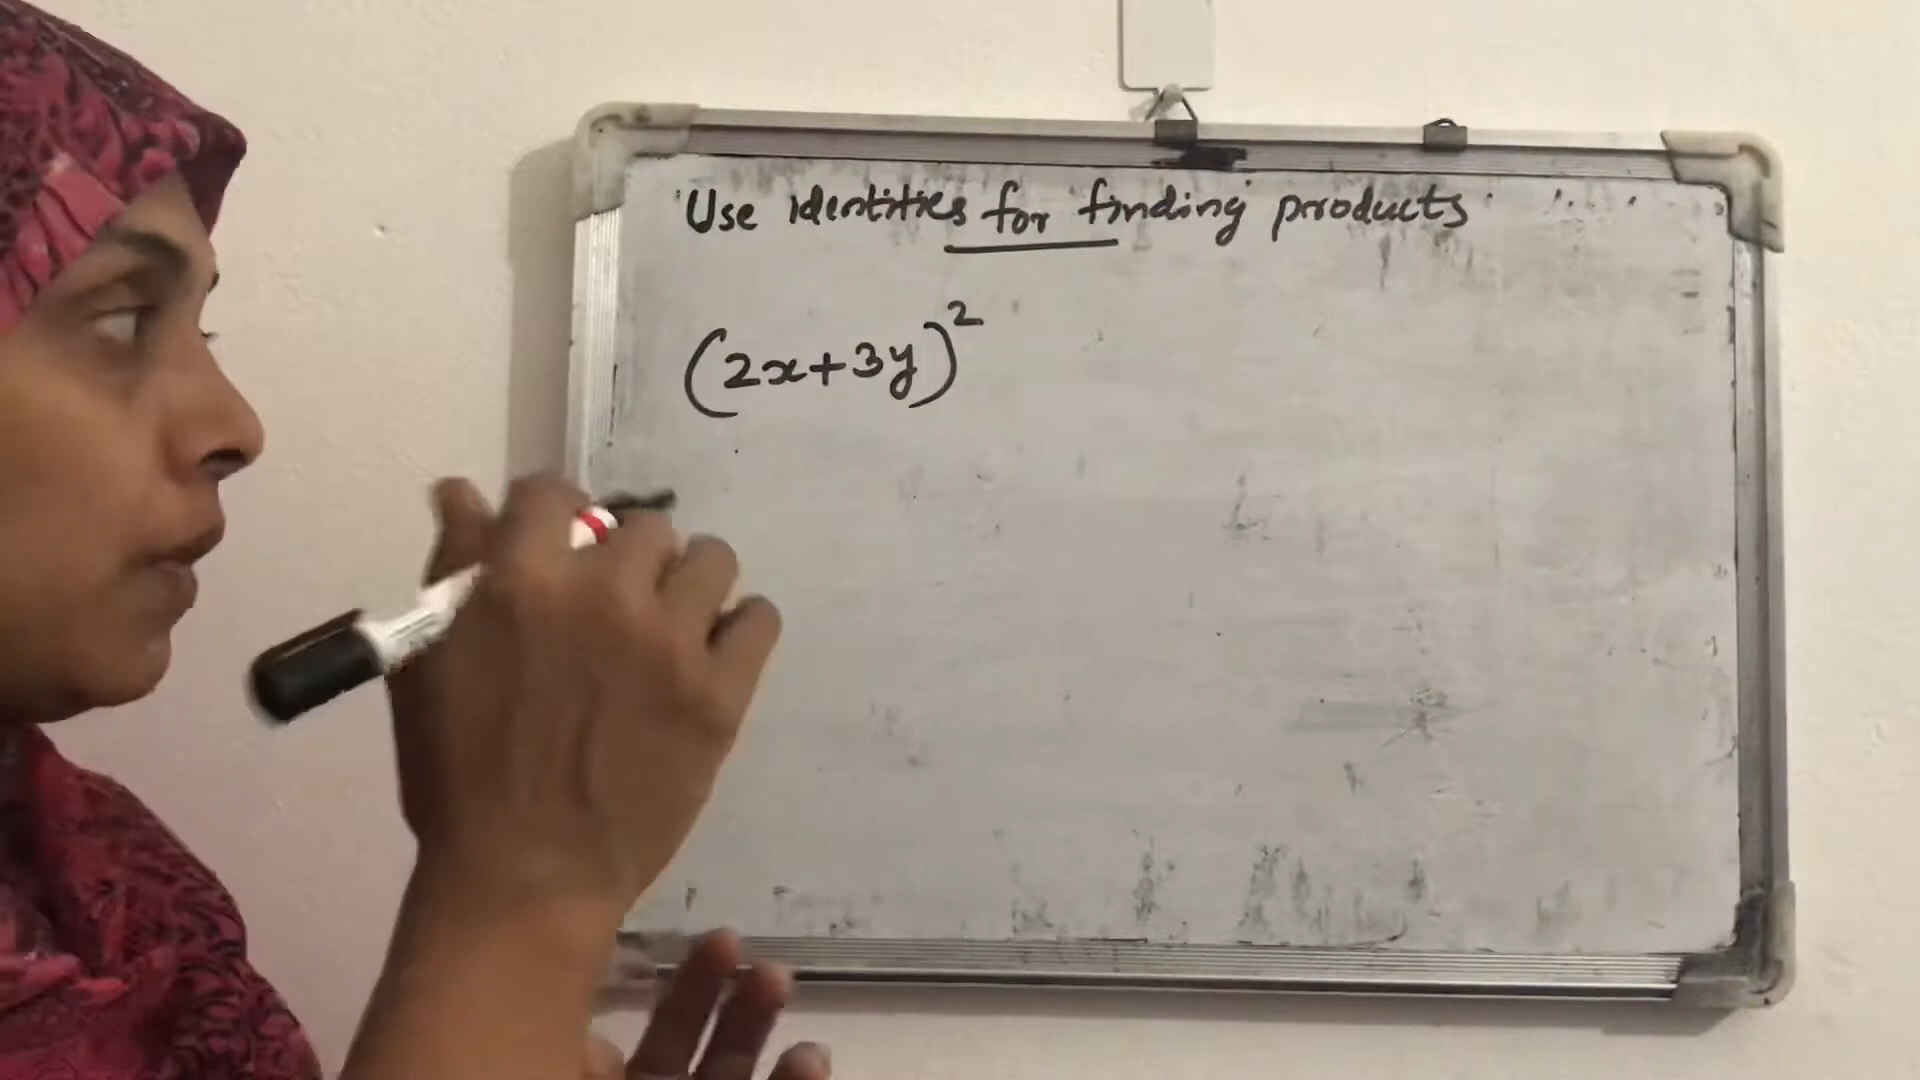 Use identities for finding products
(2x+3y)²